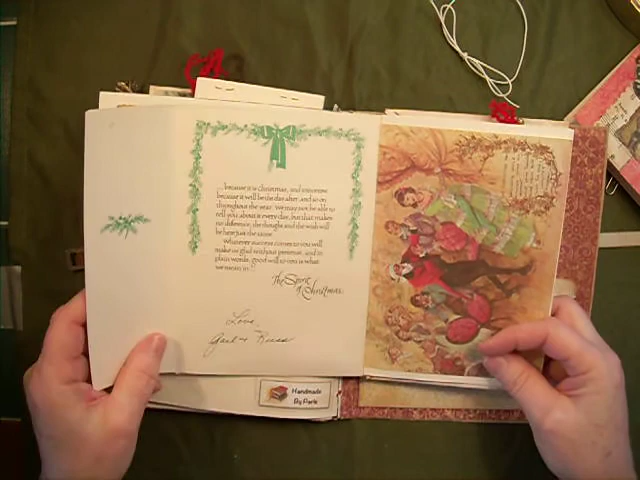 ... because it is Christmas, and tomorrow
because it will be the day after, and so on
throughout the year. We may not be able to
tell you about it every day, but that makes
no difference, the thought and the wish will
be here just the same.
Whatever success comes to you will
make us glad without pretense, and in
plain words, good will to you is what
we mean in
The Spirit
of Christmas.
Love,
Gail &
Handmade
By